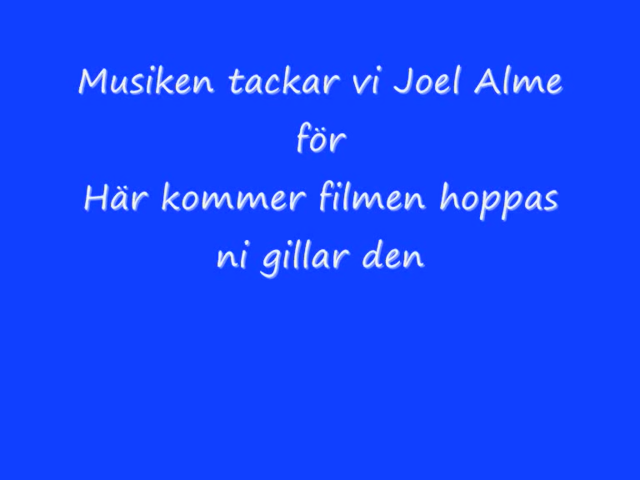 Musiken tackar vi Joel Alme
för
Här kommer filmen hoppas
ni gillar den